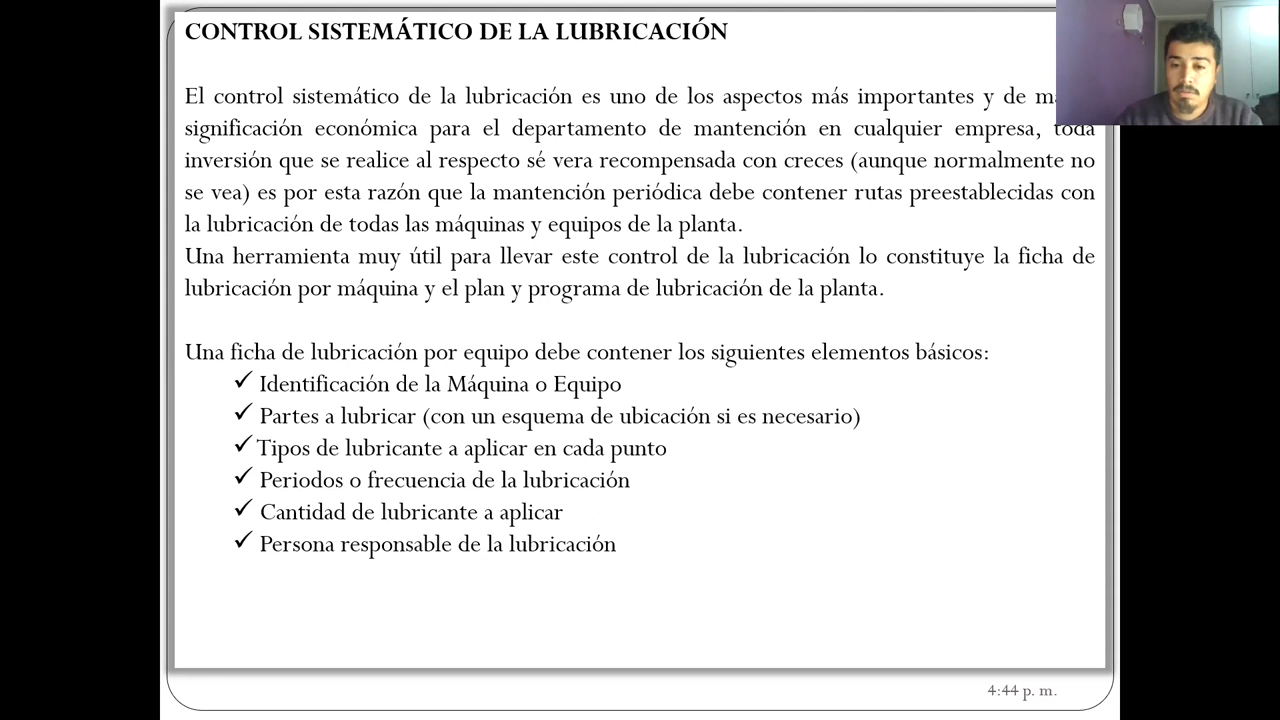 CONTROL SISTEMÁTICO DE LA LUBRICACIÓN
El control sistemático de la lubricación es uno de los aspectos más importantes y de
significación económica para el departamento de mantención en cualquier empresa, toda
inversión que se realice al respecto sé vera recompensada con creces (aunque normalmente no
se vea) es por esta razón que la mantención periódica debe contener rutas preestablecidas con
la lubricación de todas las máquinas y equipos de la planta.
Una herramienta muy útil para llevar este control de la lubricación lo constituye la ficha de
lubricación por máquina y el plan y programa de lubricación de la planta.
Una ficha de lubricación por equipo debe contener los siguientes elementos básicos:
✓ Identificación de la Máquina o Equipo
✓ Partes a lubricar (con un esquema de ubicación si es necesario)
✓ Tipos de lubricante a aplicar en cada punto
✓ Periodos o frecuencia de la lubricación
✓ Cantidad de lubricante a aplicar
✓ Persona responsable de la lubricación
4:44 p. m.